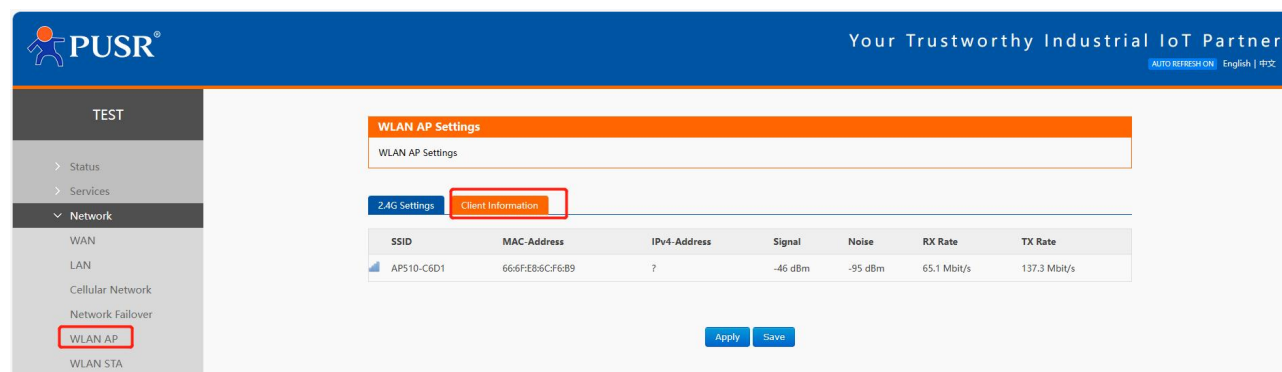 PUSR®
Your Trustworthy Industrial IoT Partner
AUTO REFRESH ON English | 中文
TEST
Status
Services
Network
WAN
LAN
Cellular Network
Network Failover
WLAN AP
WLAN STA
WLAN AP Settings
WLAN AP Settings
2.4G Settings Client Information
SSID MAC-Address IPv4-Address Signal Noise RX Rate TX Rate
AP510-C6D1 66:6F:E8:6C:F6:B9 ? -46 dBm -95 dBm 65.1 Mbit/s 137.3 Mbit/s
Apply Save